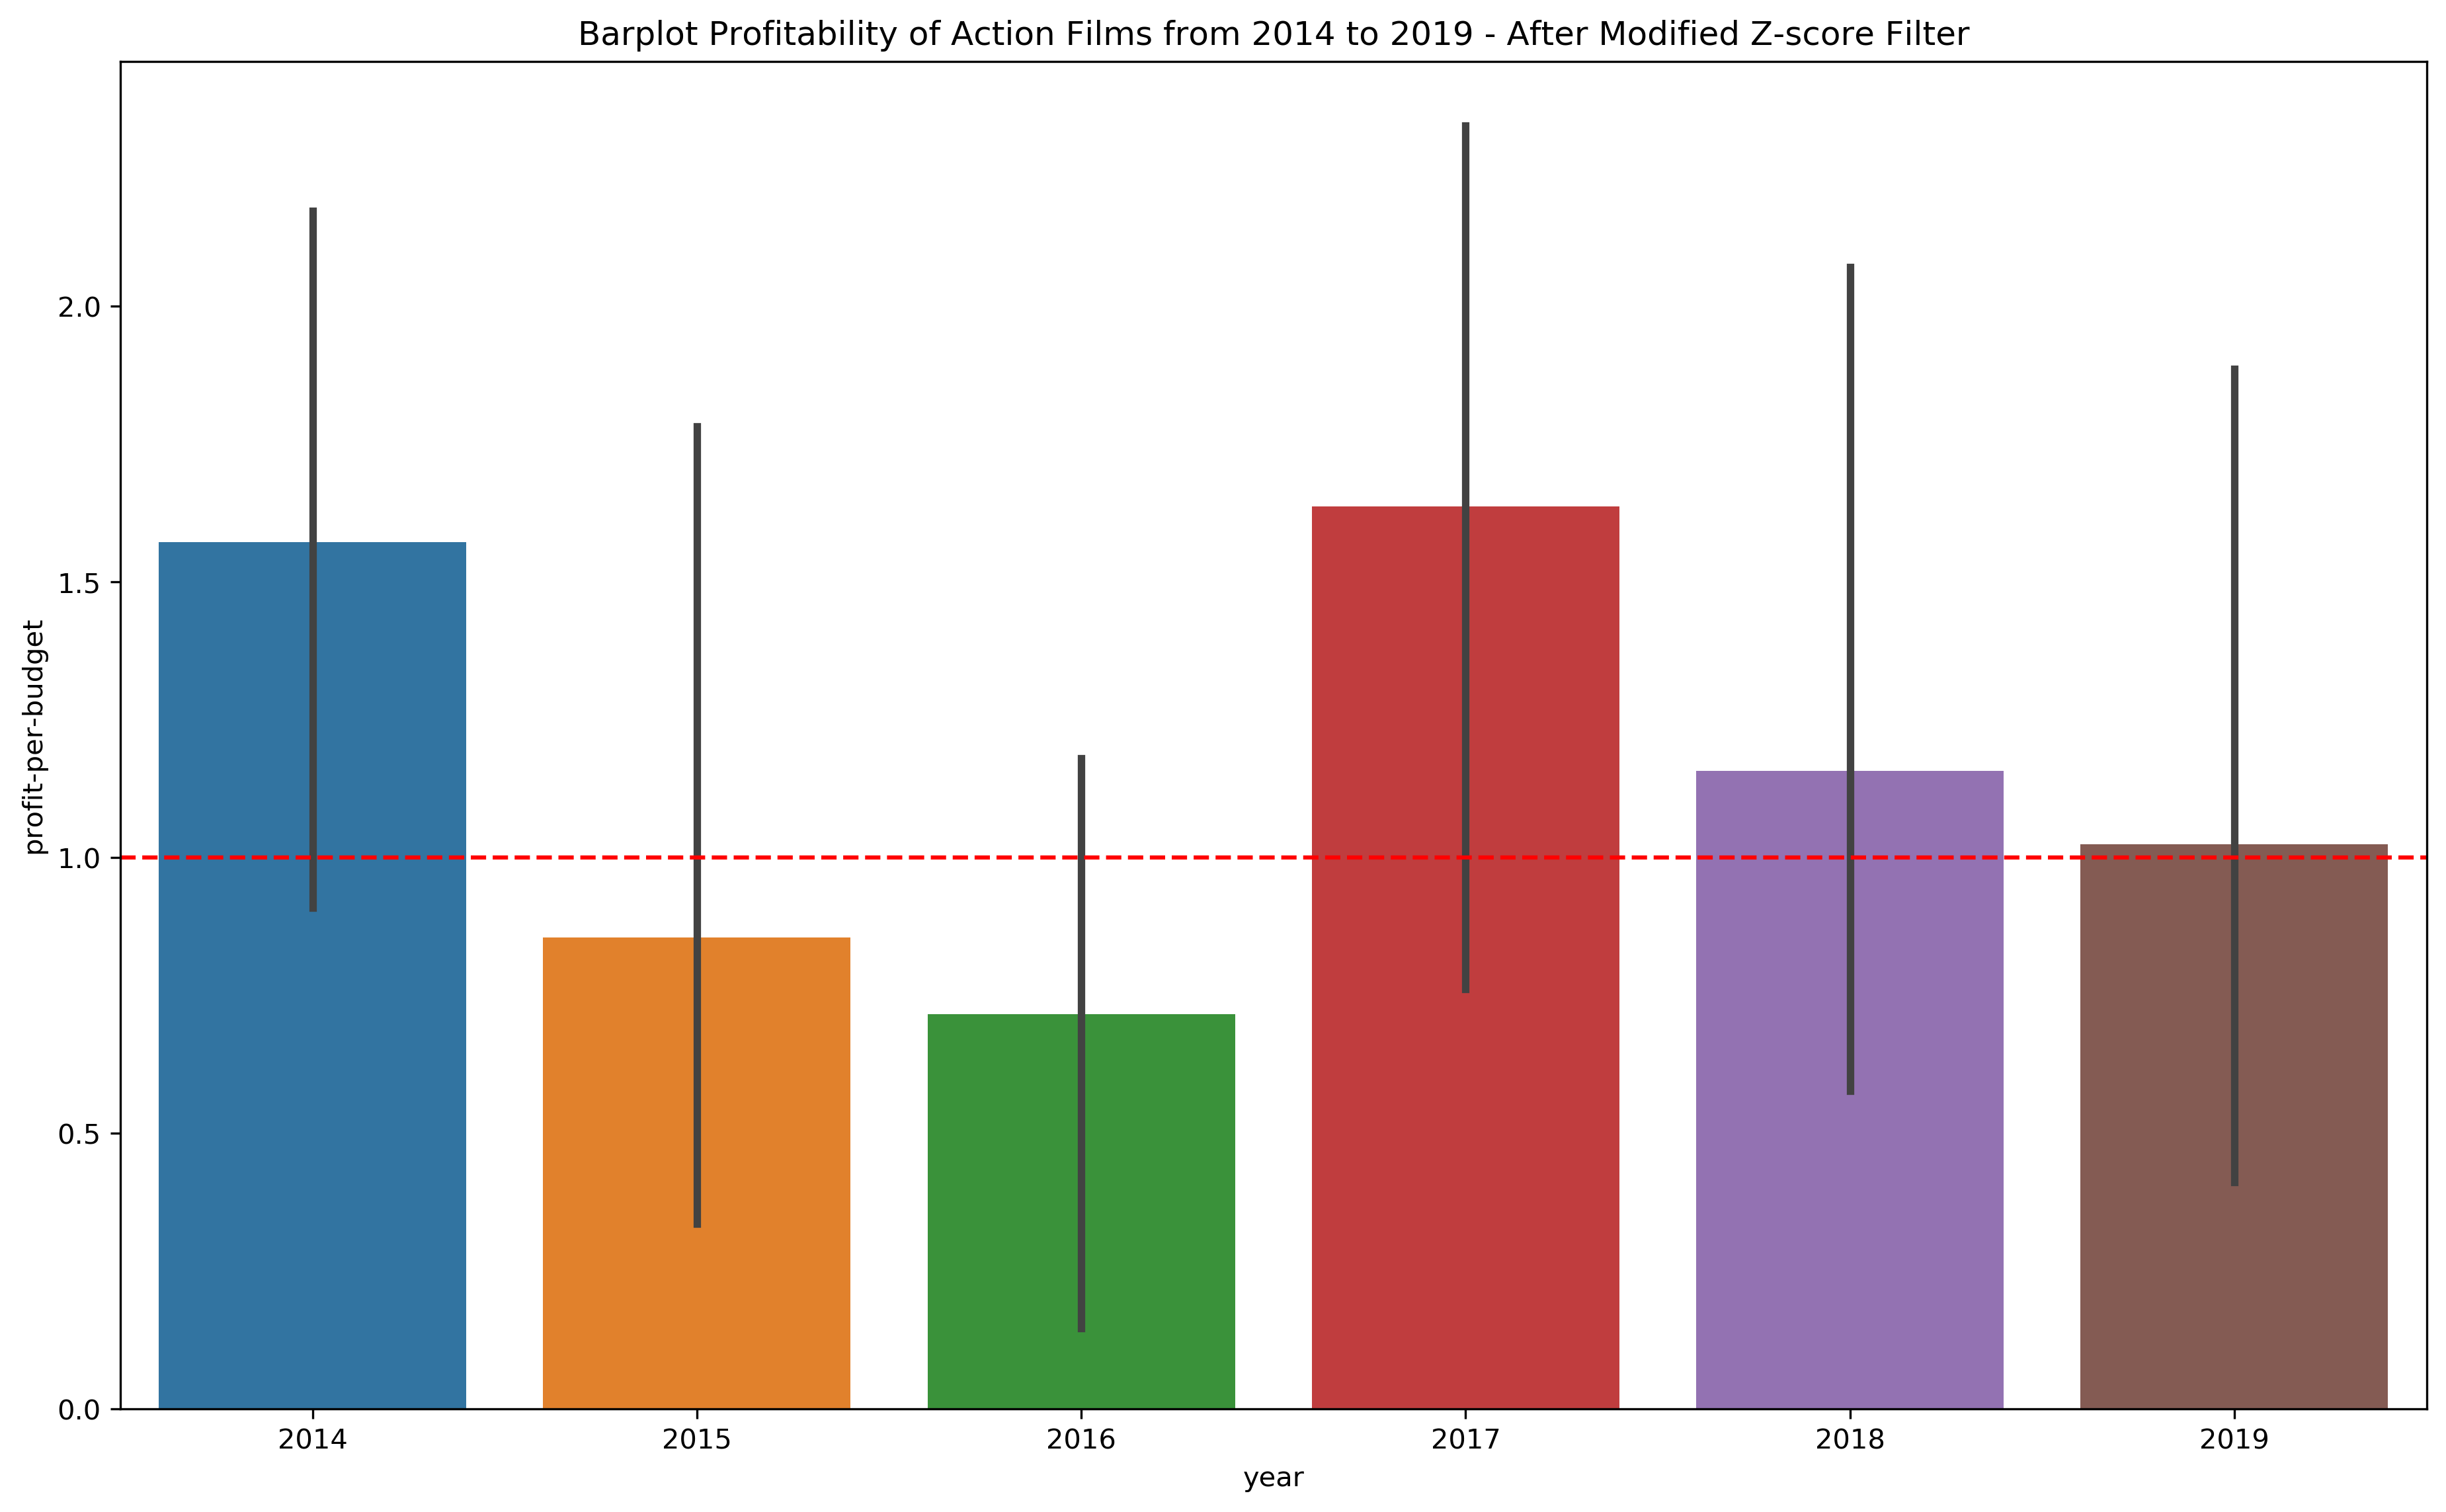 Barplot Profitability of Action Films from 2014 to 2019 - After Modified Z-score Filter
profit-per-budget
2.0
1.5
1.0
0.5
0.0
2014 2015 2016 2017 2018 2019
year